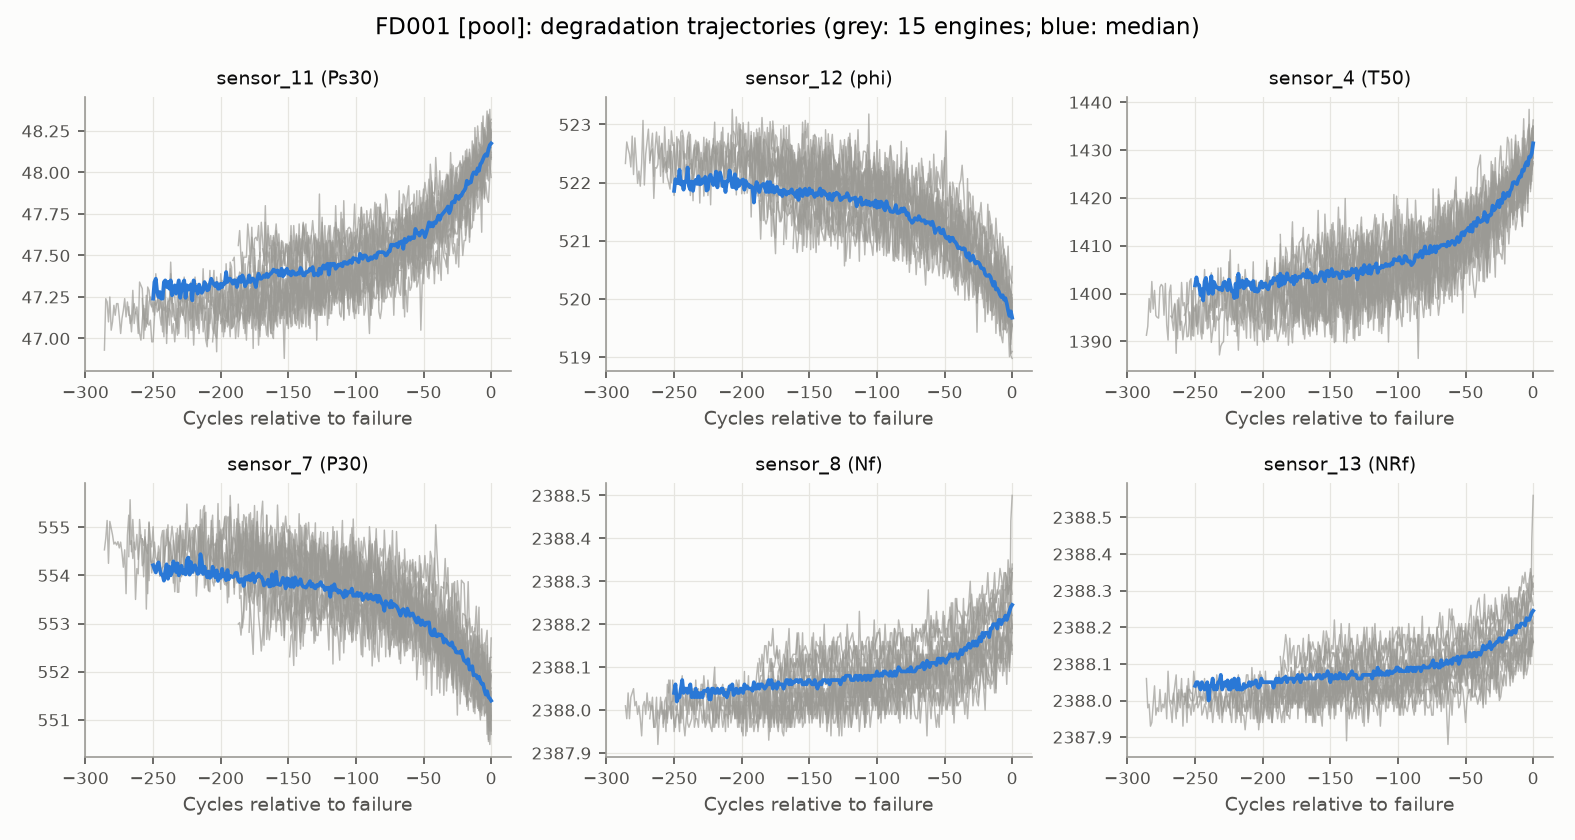 FD001 [pool]: degradation trajectories (grey: 15 engines; blue: median)
sensor_11 (Ps30)
48.25
48.00
47.75
47.50
47.25
47.00
−300 −250 −200 −150 −100 −50 0
Cycles relative to failure
sensor_12 (phi)
523
522
521
520
519
−300 −250 −200 −150 −100 −50 0
Cycles relative to failure
sensor_4 (T50)
1440
1430
1420
1410
1400
1390
−300 −250 −200 −150 −100 −50 0
Cycles relative to failure
sensor_7 (P30)
555
554
553
552
551
−300 −250 −200 −150 −100 −50 0
Cycles relative to failure
sensor_8 (Nf)
2388.5
2388.4
2388.3
2388.2
2388.1
2388.0
2387.9
−300 −250 −200 −150 −100 −50 0
Cycles relative to failure
sensor_13 (NRf)
2388.5
2388.4
2388.3
2388.2
2388.1
2388.0
2387.9
−300 −250 −200 −150 −100 −50 0
Cycles relative to failure